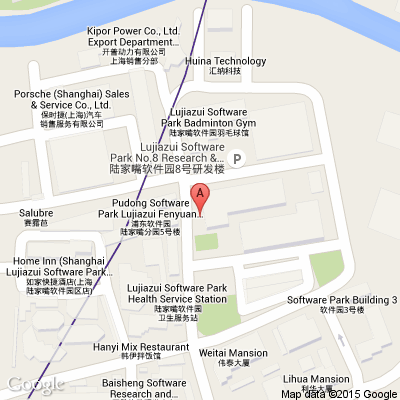 Kipor Power Co., Ltd.
Export Department...
开普动力有限公司
上海销售分部
Huina Technology
汇纳科技
Porsche (Shanghai) Sales
& Service Co., Ltd.
保时捷(上海)汽车
销售服务有限公司
Lujiazui Software
Park Badminton Gym
陆家嘴软件园羽毛球馆
Lujiazui Software
Park No.8 Research &...
陆家嘴软件园8号研发楼
P
A
Pudong Software
Park Lujiazui Fenyuan...
浦东软件园
陆家嘴分园5号楼
Salubre
赛露芭
Home Inn (Shanghai
Lujiazui Software Park...
如家快捷酒店(上海
陆家嘴软件园区店)
Lujiazui Software Park
Health Service Station
陆家嘴软件园
卫生服务站
Software Park Building 3
软件园3号楼
Hanyi Mix Restaurant
韩伊拌饭馆
Weitai Mansion
伟泰大厦
Baisheng Software
Research and
Lihua Mansion
利华大厦
Google
Map data ©2015 Google